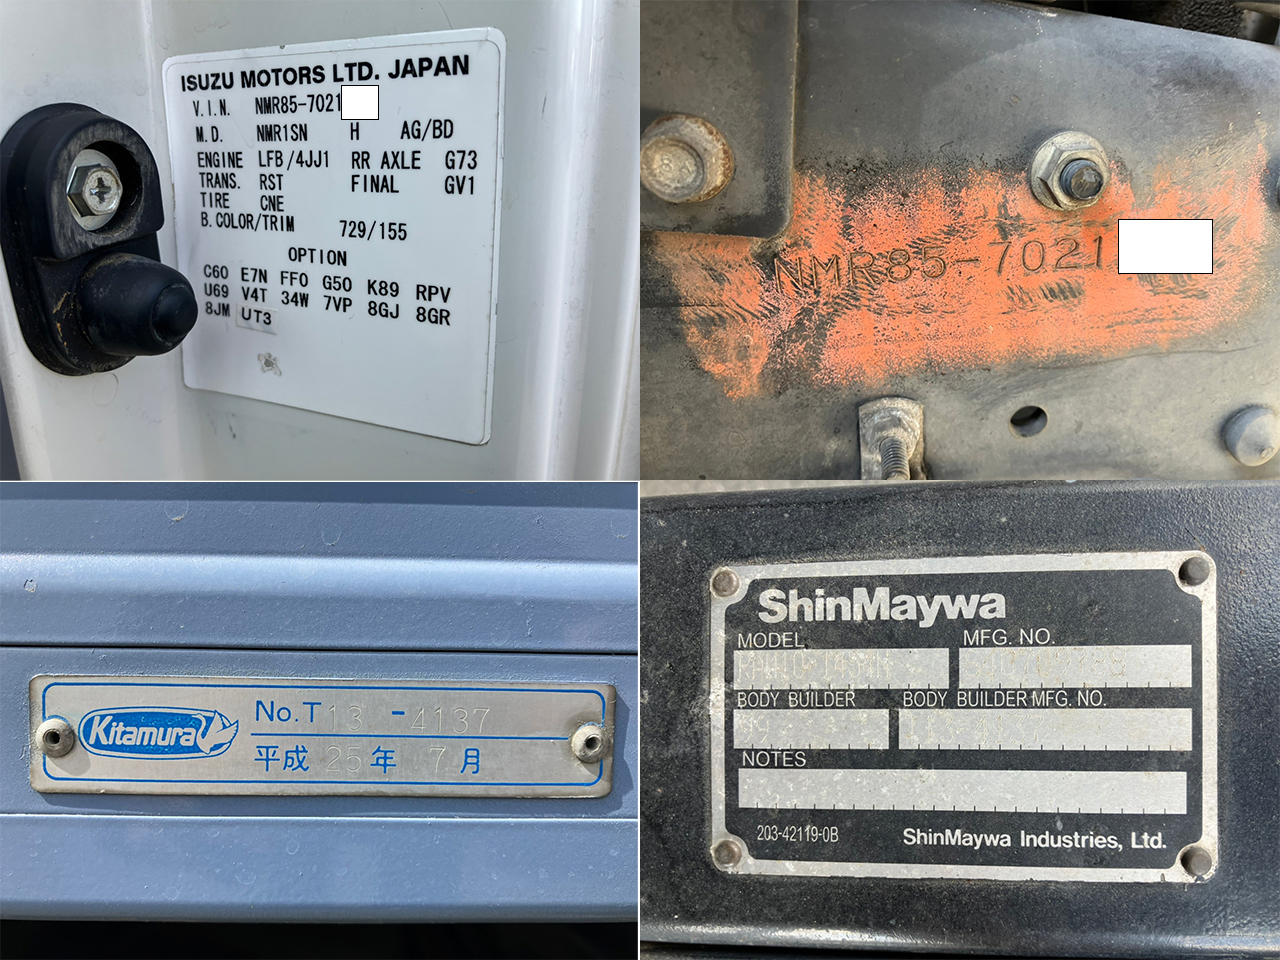 ISUZU MOTORS LTD. JAPAN
V.I.N. NMR85-7021
M.D. NMR1SN H AG/BD
ENGINE LFB/4JJ1 RR AXLE G73
TRANS. RST FINAL GV1
TIRE CNE
B.COLOR/TRIM 729/155
OPTION
C60 E7N FF0 G50 K89 RPV
U69 V4T 34W 7VP 8GJ 8GR
8JM UT3
NMR85-7021
Kitamura
No.T 13 -4137
平成 25 年 7 月
ShinMaywa
MODEL MFG. NO.
BODY BUILDER BODY BUILDER MFG. NO.
NOTES
203-42119-0B ShinMaywa Industries, Ltd.